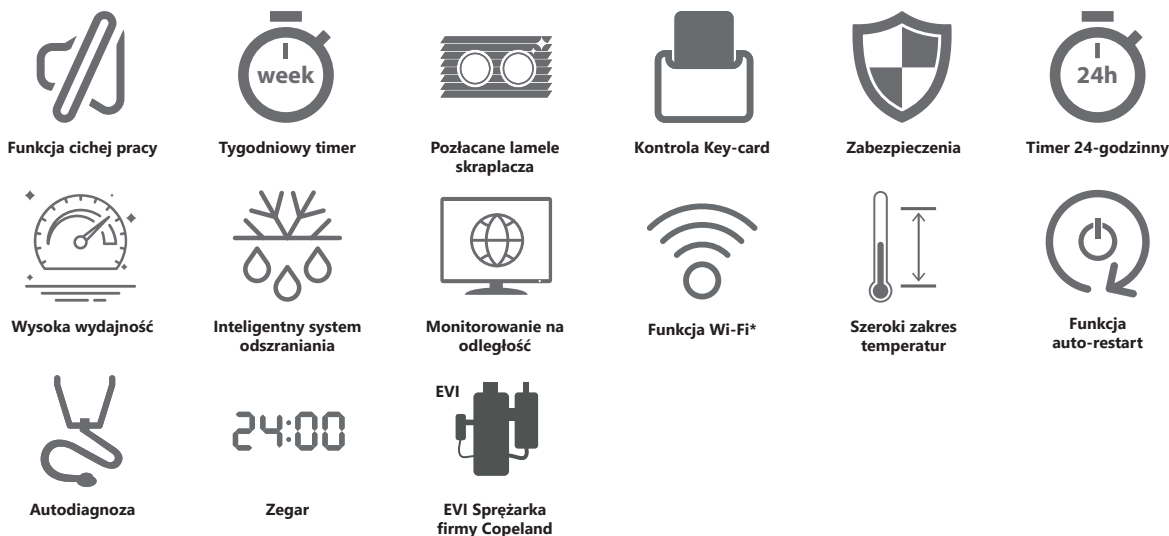 week
24h
Funkcja cichej pracy
Tygodniowy timer
Pozłacane lamele
skraplacza
Kontrola Key-card
Zabezpieczenia
Timer 24-godzinny
Wysoka wydajność
Inteligentny system
odszraniania
Monitorowanie na
odległość
Funkcja Wi-Fi*
Szeroki zakres
temperatur
Funkcja
auto-restart
24:00
EVI
Autodiagnoza
Zegar
EVI Sprężarka
firmy Copeland